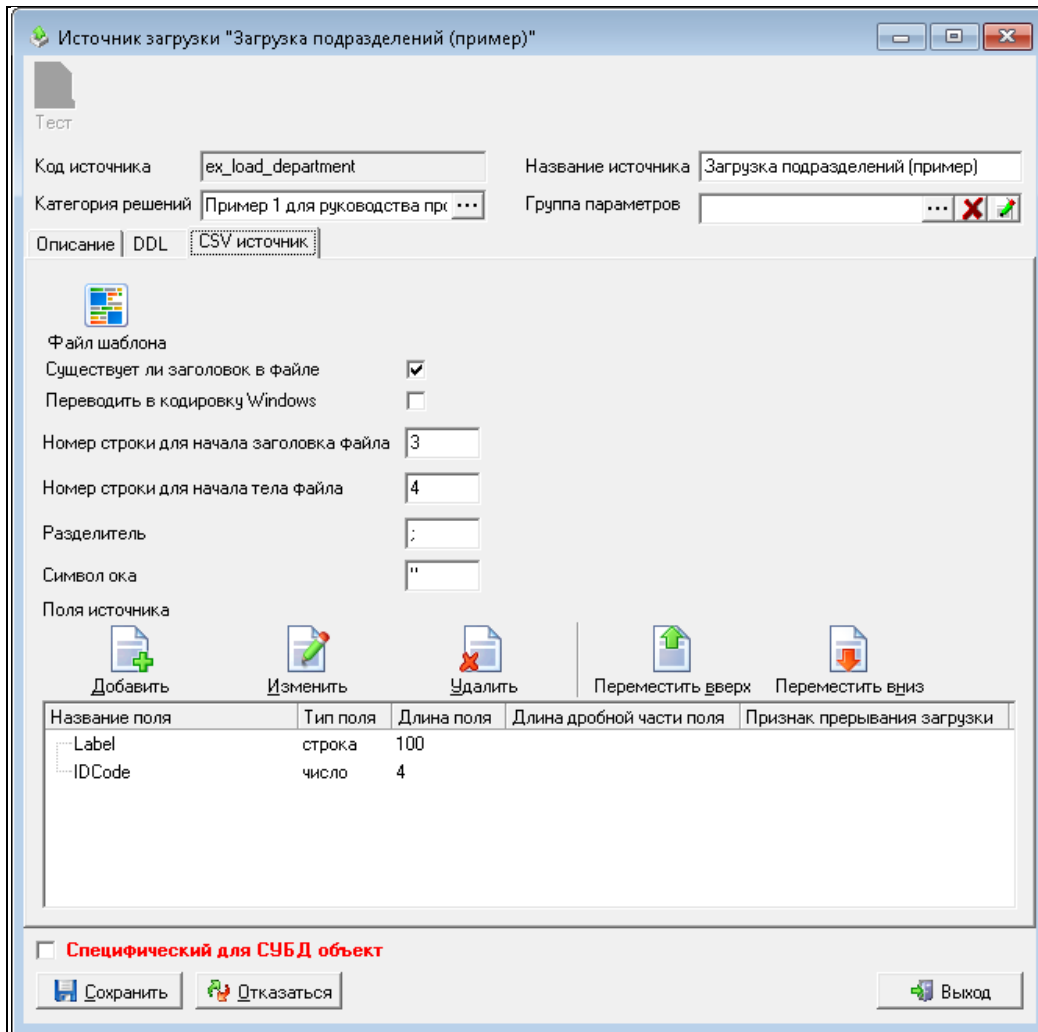 Источник загрузки "Загрузка подразделений (пример)"
Тест
Код источника ex_load_department Название источника Загрузка подразделений (пример)
Категория решений Пример 1 для руководства прс ... Группа параметров ...
Описание DDL CSV источник
Файл шаблона
Существует ли заголовок в файле
Переводить в кодировку Windows
Номер строки для начала заголовка файла 3
Номер строки для начала тела файла 4
Разделитель ;
Символ ока "
Поля источника
Добавить Изменить Удалить Переместить вверх Переместить вниз
Название поля Тип поля Длина поля Длина дробной части поля Признак прерывания загрузки
Label строка 100
IDCode число 4
Специфический для СУБД объект
Сохранить Отказаться Выход